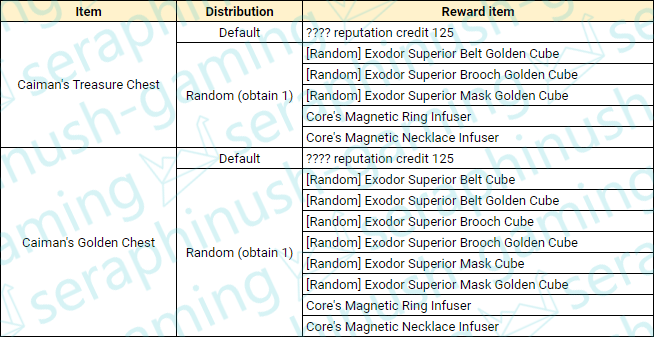 Item Distribution Reward item
Caiman's Treasure Chest
Default ???? reputation credit 125
Random (obtain 1)
[Random] Exodor Superior Belt Golden Cube
[Random] Exodor Superior Brooch Golden Cube
[Random] Exodor Superior Mask Golden Cube
Core's Magnetic Ring Infuser
Core's Magnetic Necklace Infuser
Caiman's Golden Chest
Default ???? reputation credit 125
Random (obtain 1)
[Random] Exodor Superior Belt Cube
[Random] Exodor Superior Belt Golden Cube
[Random] Exodor Superior Brooch Cube
[Random] Exodor Superior Brooch Golden Cube
[Random] Exodor Superior Mask Cube
[Random] Exodor Superior Mask Golden Cube
Core's Magnetic Ring Infuser
Core's Magnetic Necklace Infuser
seraphinush-gaming